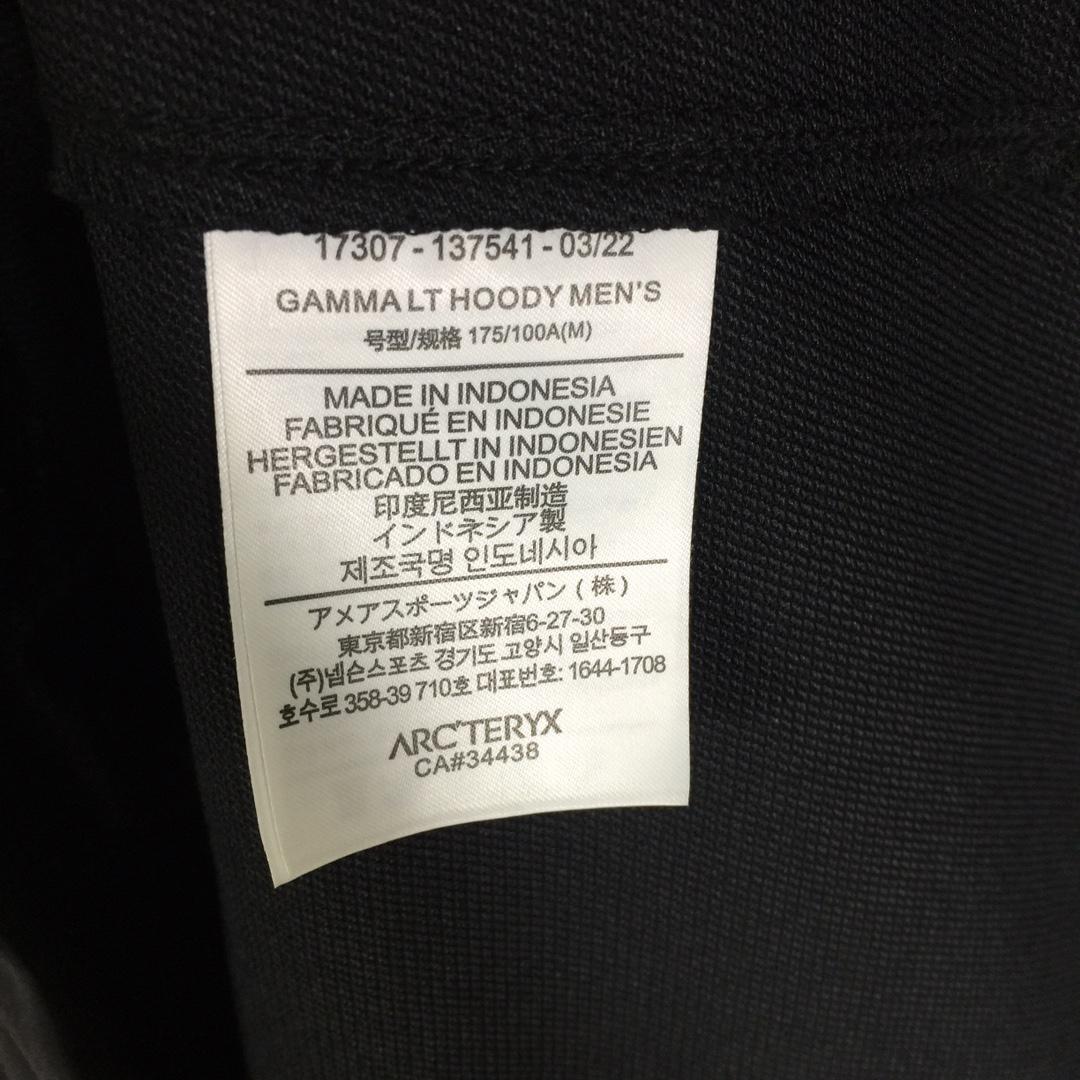 17307 - 137541 - 03/22
GAMMA LT HOODY MEN'S
号型/规格 175/100A(M)
MADE IN INDONESIA
FABRIQUÉ EN INDONESIE
HERGESTELLT IN INDONESIEN
FABRICADO EN INDONESIA
印度尼西亚制造
インドネシア製
제조국명 인도네시아
アメアスポーツジャパン (株)
東京都新宿区新宿6-27-30
(주)넬슨스포츠 경기도 고양시 일산동구
호수로 358-39 710호 대표번호: 1644-1708
ARC'TERYX
CA#34438